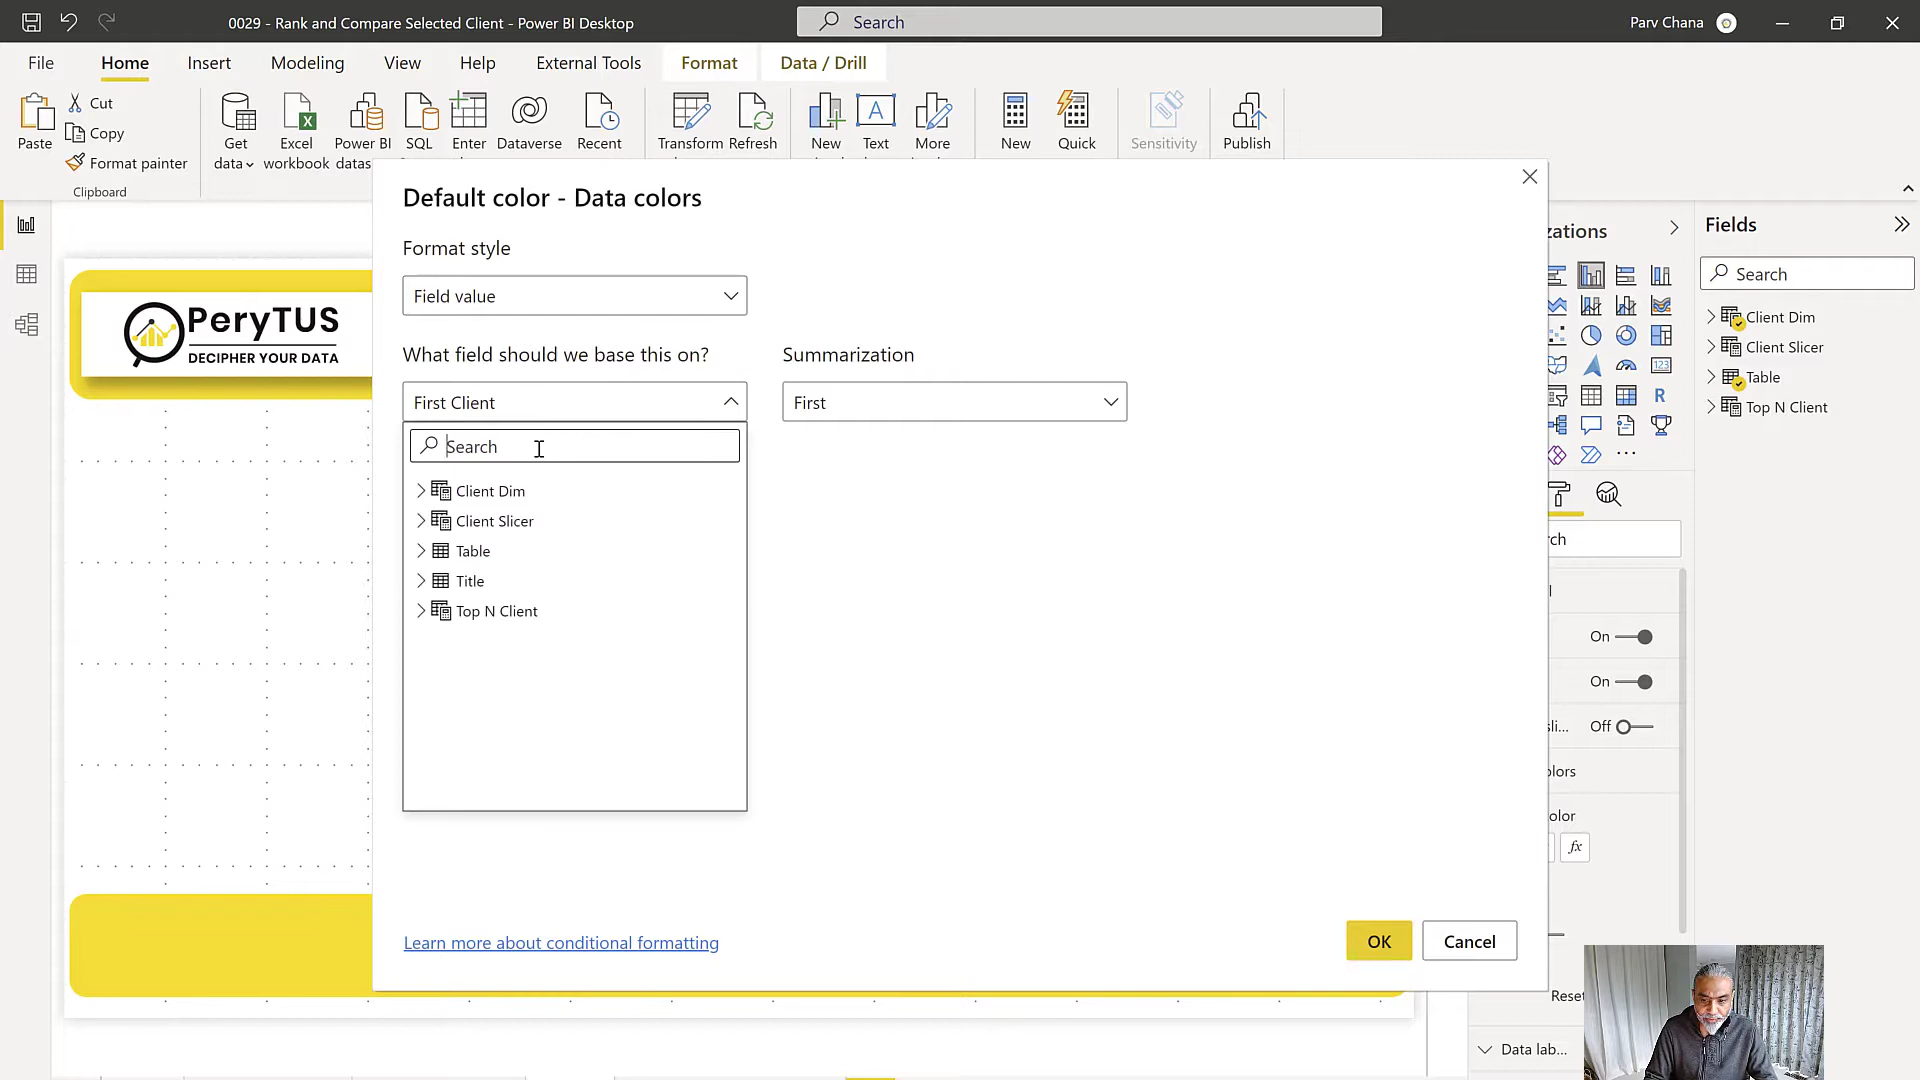 0029 - Rank and Compare Selected Client - Power BI Desktop
Search
Parv Chana
File
Home
Insert
Modeling
View
Help
External Tools
Format
Data / Drill
Paste
Cut
Copy
Format painter
Clipboard
Get data
Excel workbook
Power BI datas
SQL
Enter
Dataverse
Recent
Transform
Refresh
New
Text
More
New
Quick
Sensitivity
Publish
PeryTUS
DECIPHER YOUR DATA
Default color - Data colors
Format style
Field value
What field should we base this on?
First Client
Search
Client Dim
Client Slicer
Table
Title
Top N Client
Summarization
First
Learn more about conditional formatting
OK
Cancel
zations
R
rch
On
On
sli...
Off
olors
olor
fx
Reset
Data lab...
Fields
Search
Client Dim
Client Slicer
Table
Top N Client